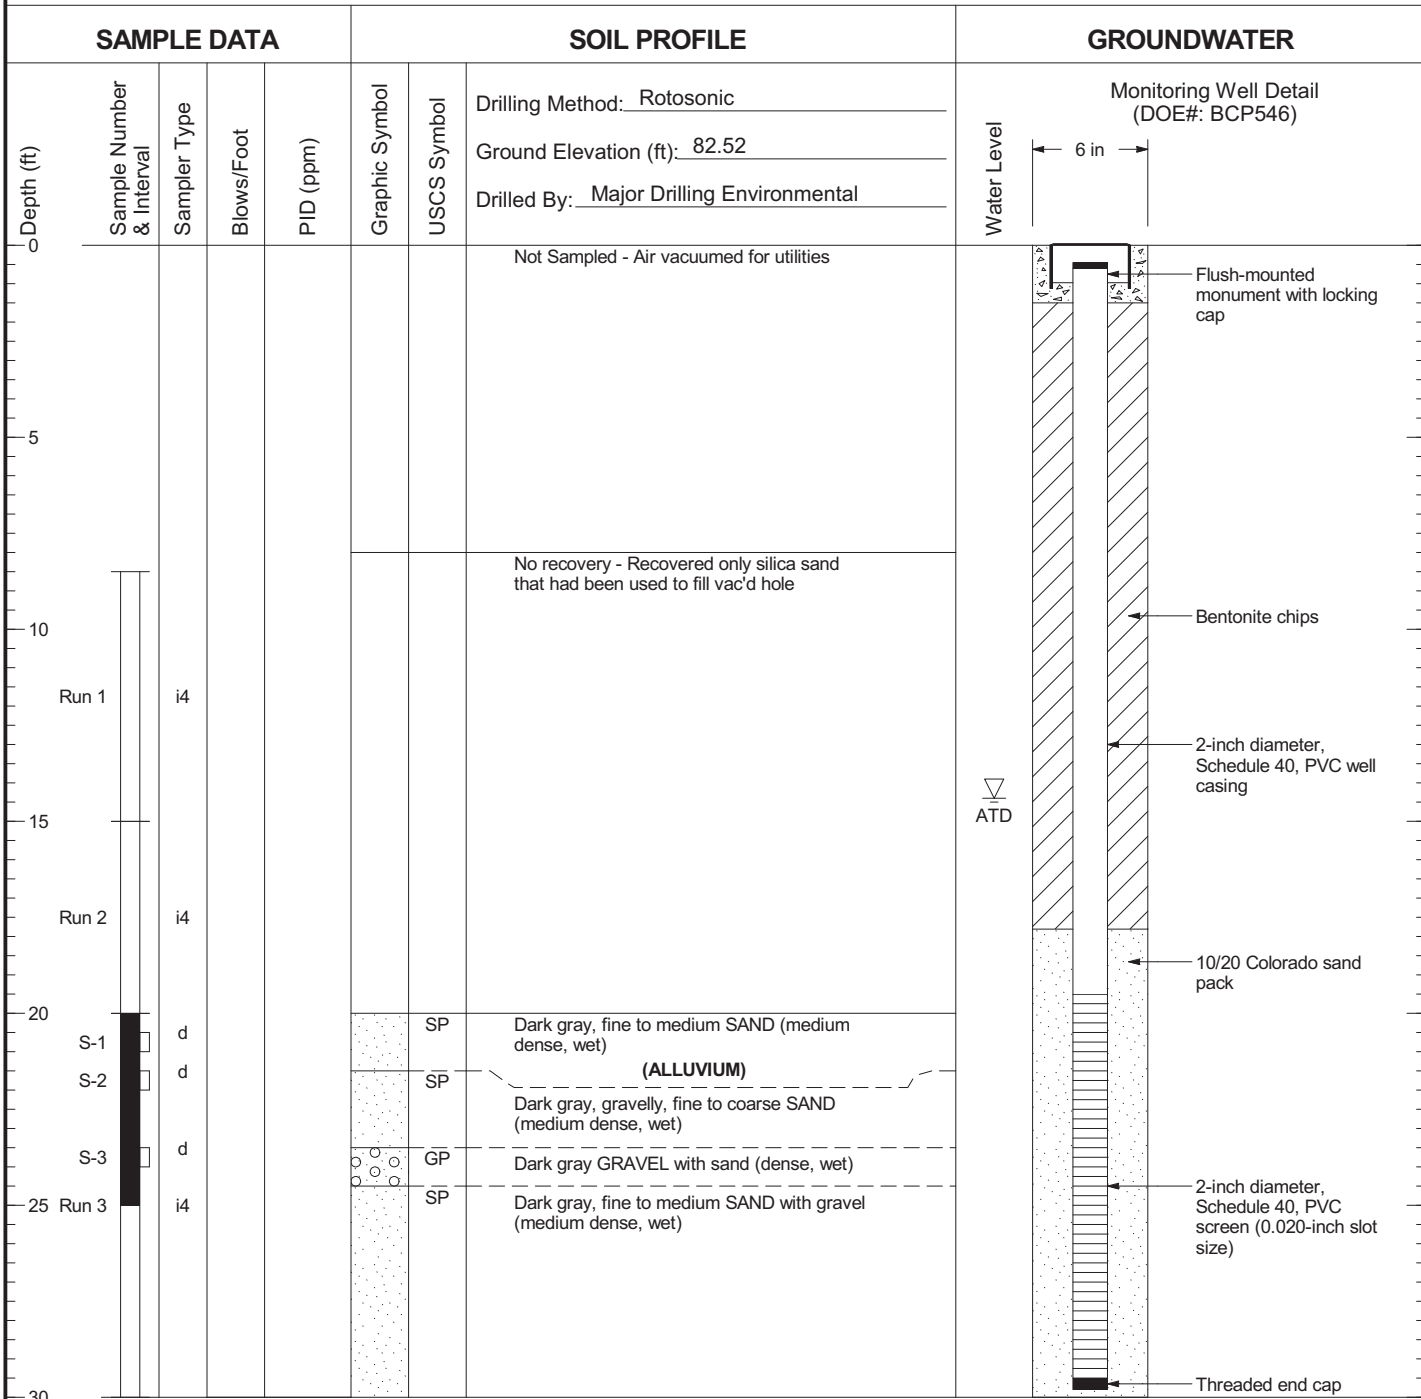 SAMPLE DATA
SOIL PROFILE
GROUNDWATER
Depth (ft)
Sample Number
& Interval
Sampler Type
Blows/Foot
PID (ppm)
Graphic Symbol
USCS Symbol
Drilling Method: Rotosonic
Ground Elevation (ft): 82.52
Drilled By: Major Drilling Environmental
Water Level
Monitoring Well Detail
(DOE#: BCP546)
6 in
0
Not Sampled - Air vacuumed for utilities
Flush-mounted
monument with locking
cap
5
No recovery - Recovered only silica sand
that had been used to fill vac'd hole
10
Bentonite chips
Run 1
i4
2-inch diameter,
Schedule 40, PVC well
casing
ATD
15
Run 2
i4
10/20 Colorado sand
pack
20
SP
Dark gray, fine to medium SAND (medium
dense, wet)
S-1
d
(ALLUVIUM)
S-2
d
SP
Dark gray, gravelly, fine to coarse SAND
(medium dense, wet)
S-3
d
GP
Dark gray GRAVEL with sand (dense, wet)
25
Run 3
i4
SP
Dark gray, fine to medium SAND with gravel
(medium dense, wet)
2-inch diameter,
Schedule 40, PVC
screen (0.020-inch slot
size)
Threaded end cap
30